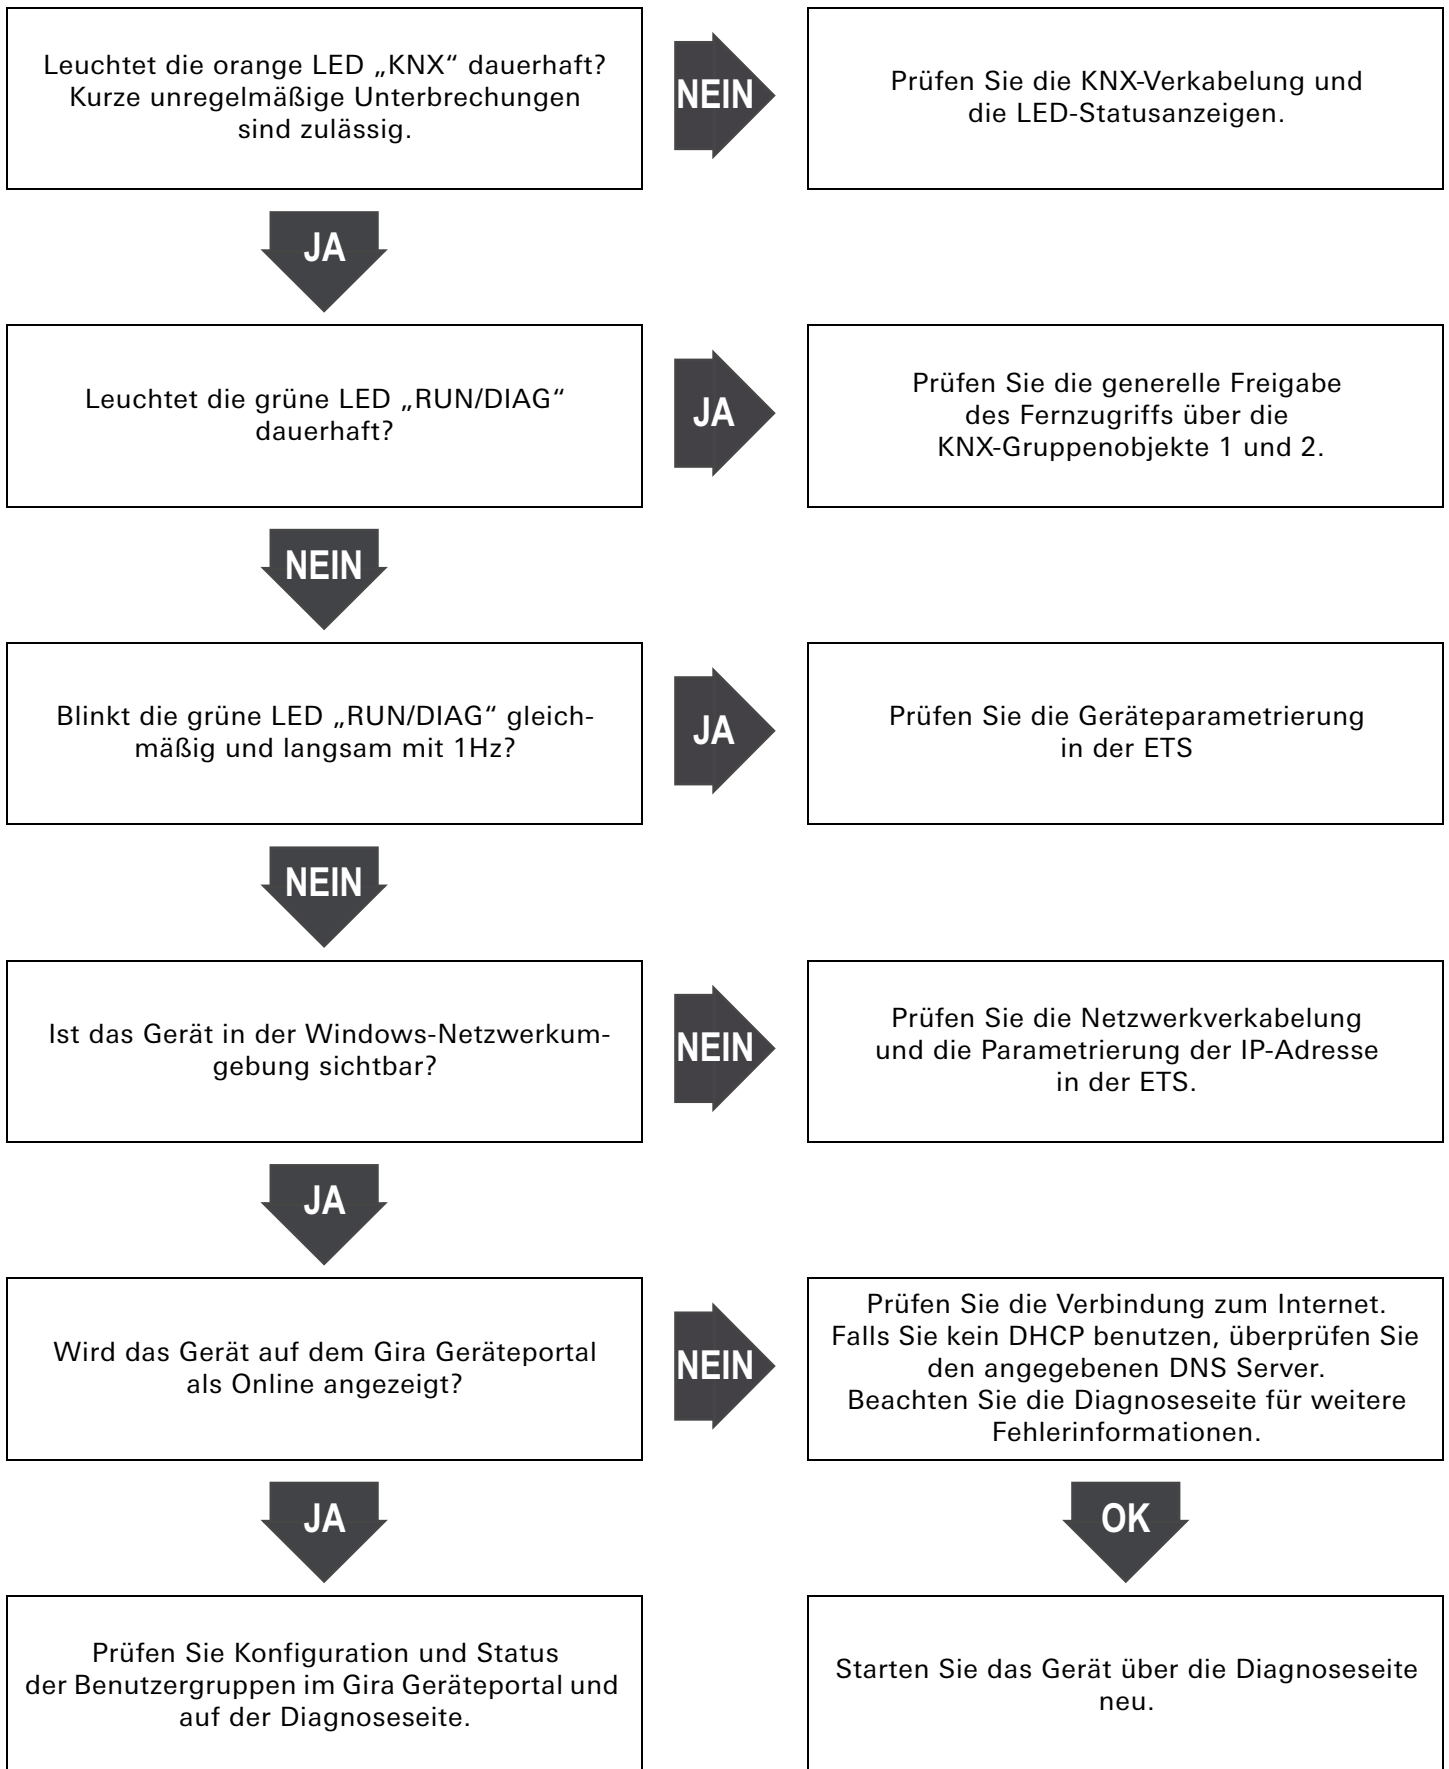 Leuchtet die orange LED „KNX“ dauerhaft?
Kurze unregelmäßige Unterbrechungen
sind zulässig.
NEIN
Prüfen Sie die KNX-Verkabelung und
die LED-Statusanzeigen.
JA
Leuchtet die grüne LED „RUN/DIAG“
dauerhaft?
JA
Prüfen Sie die generelle Freigabe
des Fernzugriffs über die
KNX-Gruppenobjekte 1 und 2.
NEIN
Blinkt die grüne LED „RUN/DIAG“ gleich-
mäßig und langsam mit 1Hz?
JA
Prüfen Sie die Geräteparametrierung
in der ETS
NEIN
Ist das Gerät in der Windows-Netzwerkum-
gebung sichtbar?
NEIN
Prüfen Sie die Netzwerkverkabelung
und die Parametrierung der IP-Adresse
in der ETS.
JA
Wird das Gerät auf dem Gira Geräteportal
als Online angezeigt?
NEIN
Prüfen Sie die Verbindung zum Internet.
Falls Sie kein DHCP benutzen, überprüfen Sie
den angegebenen DNS Server.
Beachten Sie die Diagnoseseite für weitere
Fehlerinformationen.
JA
OK
Prüfen Sie Konfiguration und Status
der Benutzergruppen im Gira Geräteportal und
auf der Diagnoseseite.
Starten Sie das Gerät über die Diagnoseseite
neu.